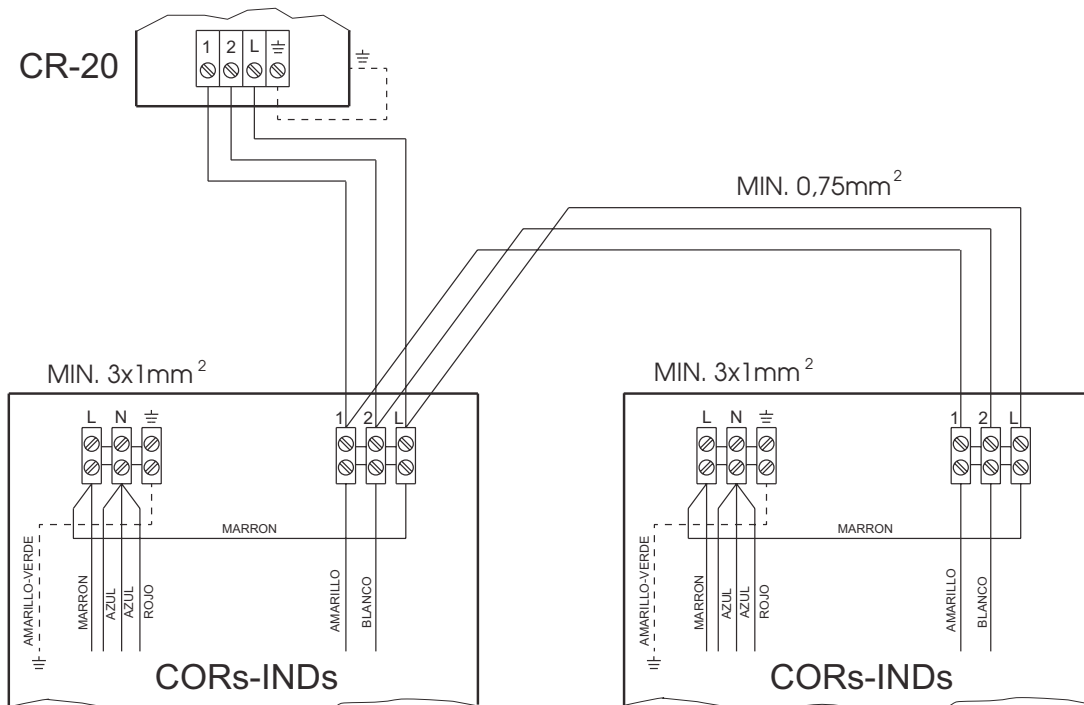 1 2 L
CR-20
MIN. 0,75mm²
MIN. 3x1mm²
L N
1 2 L
MARRON
AMARILLO-VERDE
MARRON
AZUL
AZUL
ROJO
AMARILLO
BLANCO
CORs-INDs
MIN. 3x1mm²
L N
1 2 L
MARRON
AMARILLO-VERDE
MARRON
AZUL
AZUL
ROJO
AMARILLO
BLANCO
CORs-INDs